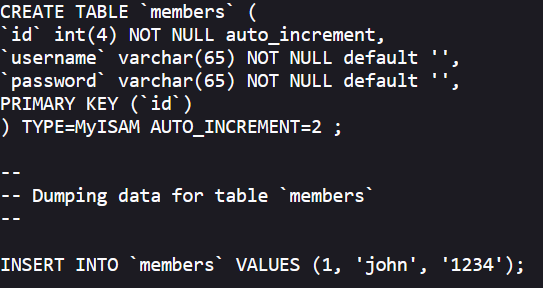 CREATE TABLE `members` (
`id` int(4) NOT NULL auto_increment,
`username` varchar(65) NOT NULL default '',
`password` varchar(65) NOT NULL default '',
PRIMARY KEY (`id`)
) TYPE=MyISAM AUTO_INCREMENT=2 ;
--
-- Dumping data for table `members`
--
INSERT INTO `members` VALUES (1, 'john', '1234');